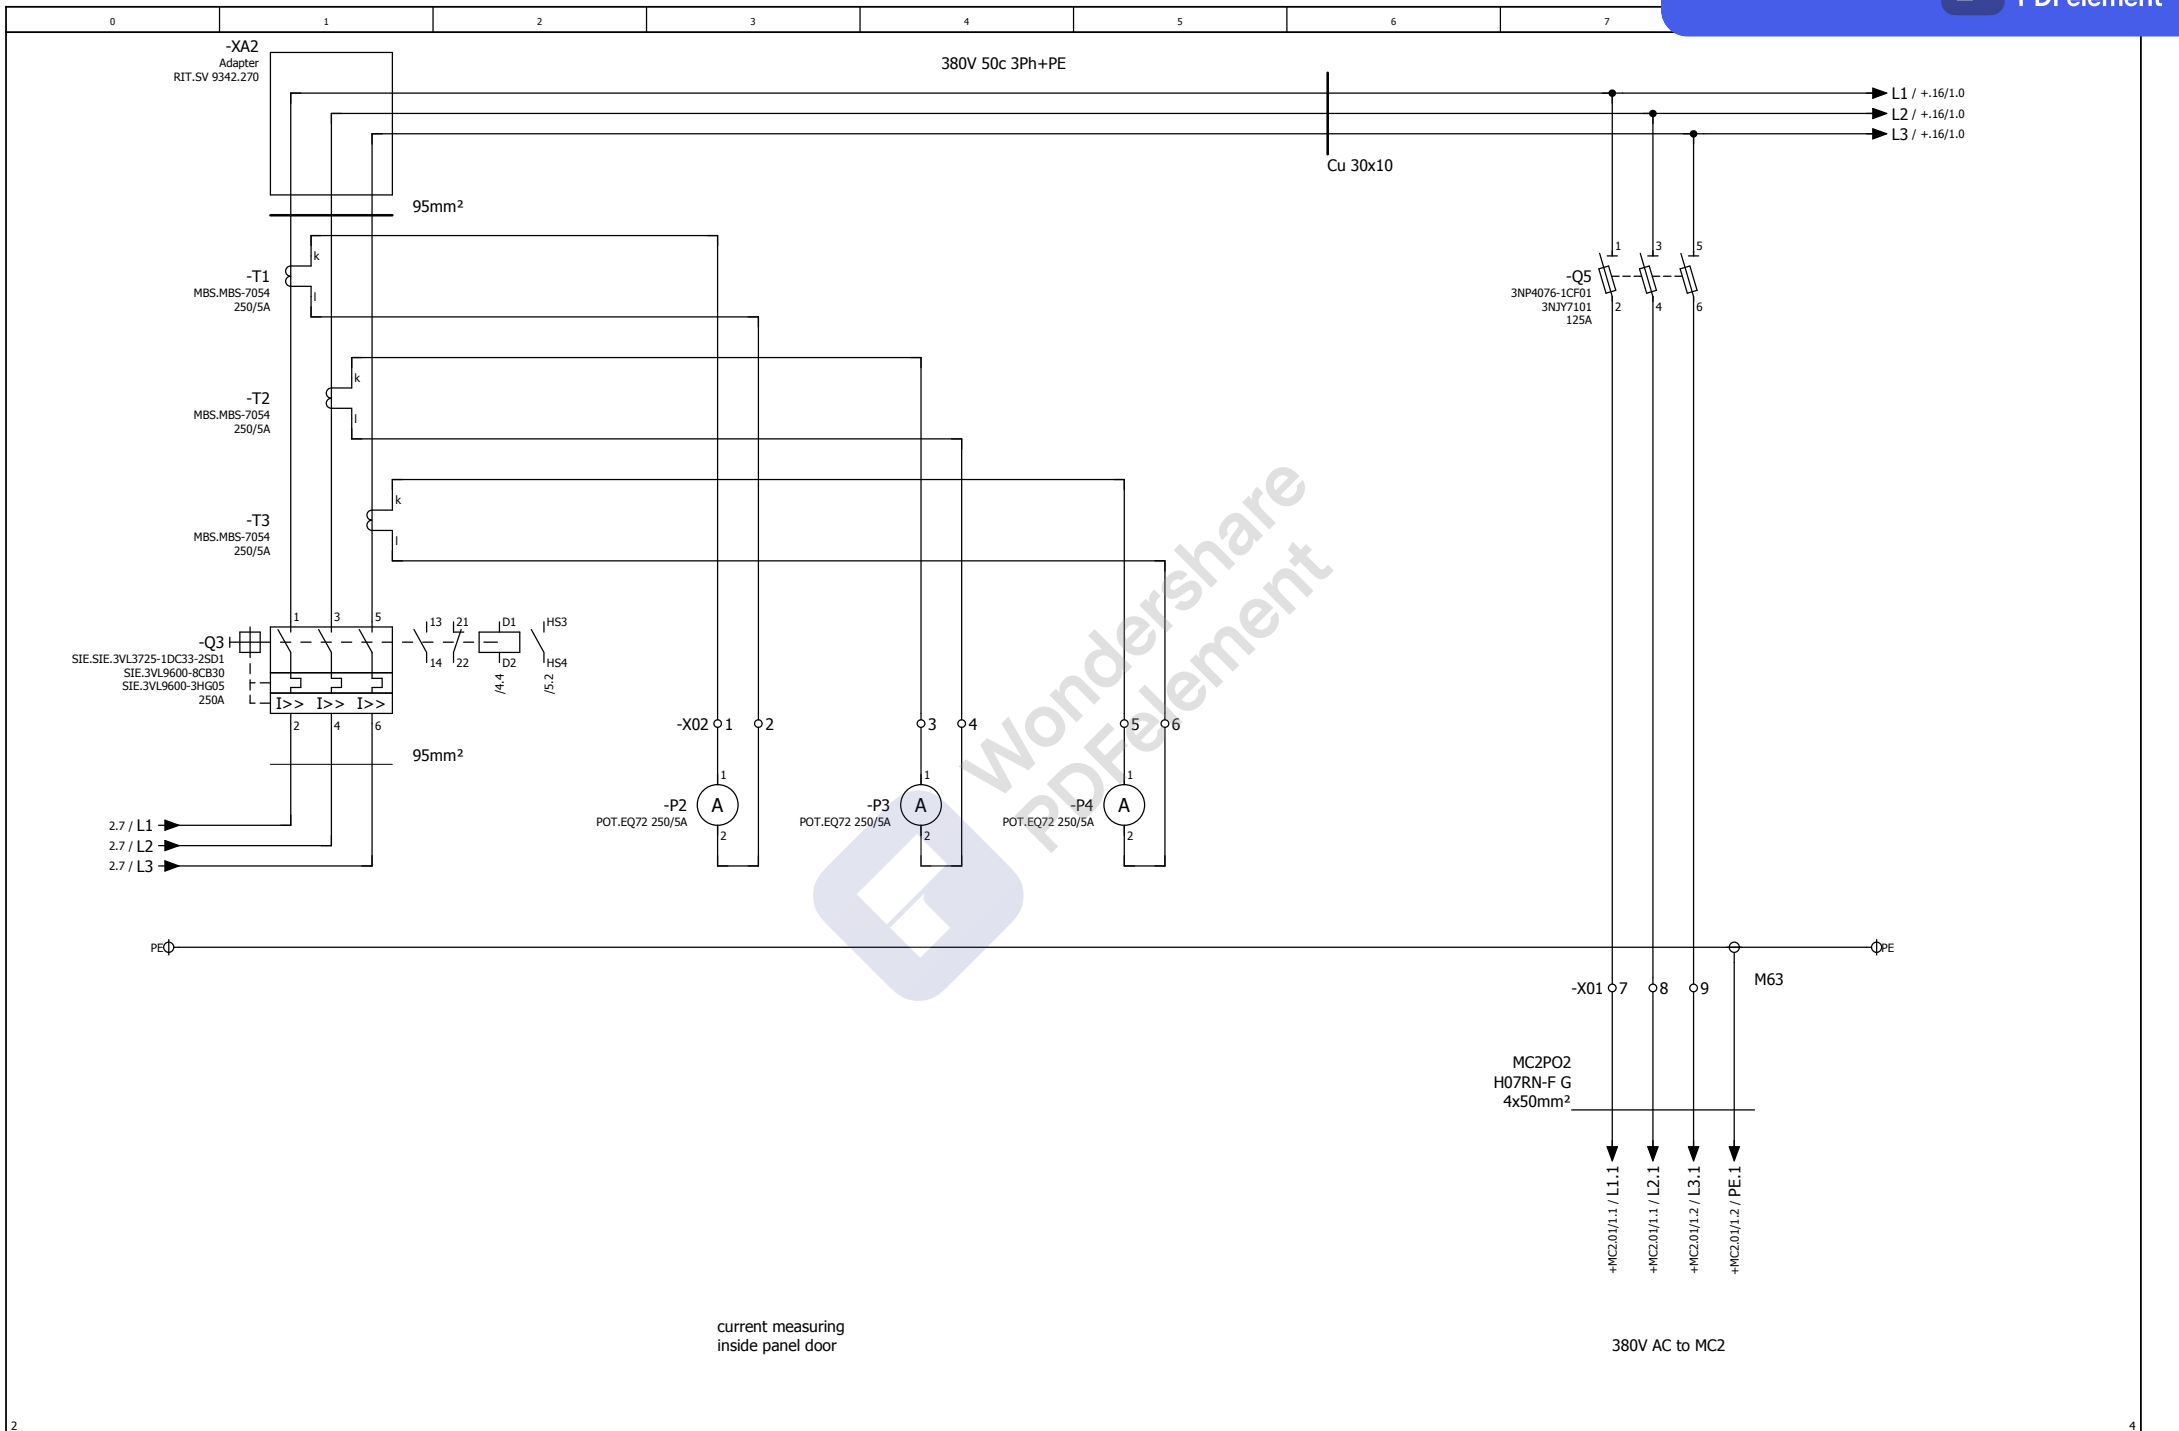 PDFelement
0 1 2 3 4 5 6 7
-XA2
Adapter
RIT.SV 9342.270
380V 50c 3Ph+PE
L1 / +.16/1.0
L2 / +.16/1.0
L3 / +.16/1.0
Cu 30x10
95mm²
k
-T1
MBS.MBS-7054
250/5A
l
k
-T2
MBS.MBS-7054
250/5A
l
k
-T3
MBS.MBS-7054
250/5A
l
1 3 5
-Q5
3NP4076-1CF01
3NJY7101
125A
2 4 6
1 3 5 13 21 D1 HS3
-Q3
SIE.SIE.3VL3725-1DC33-2SD1
SIE.3VL9600-8CB30
SIE.3VL9600-3HG05
250A
14 22 D2 HS4
/4.4 /5.2
I>> I>> I>>
2 4 6
95mm²
-X02 1 2 3 4 5 6
1
-P2 A
POT.EQ72 250/5A
2
1
-P3 A
POT.EQ72 250/5A
2
1
-P4 A
POT.EQ72 250/5A
2
2.7 / L1
2.7 / L2
2.7 / L3
Wondershare
PDFelement
PE PE
M63
-X01 7 8 9
MC2PO2
H07RN-F G
4x50mm²
+MC2.01/1.1 / L1.1
+MC2.01/1.1 / L2.1
+MC2.01/1.2 / L3.1
+MC2.01/1.2 / PE.1
current measuring
inside panel door
380V AC to MC2
2 4